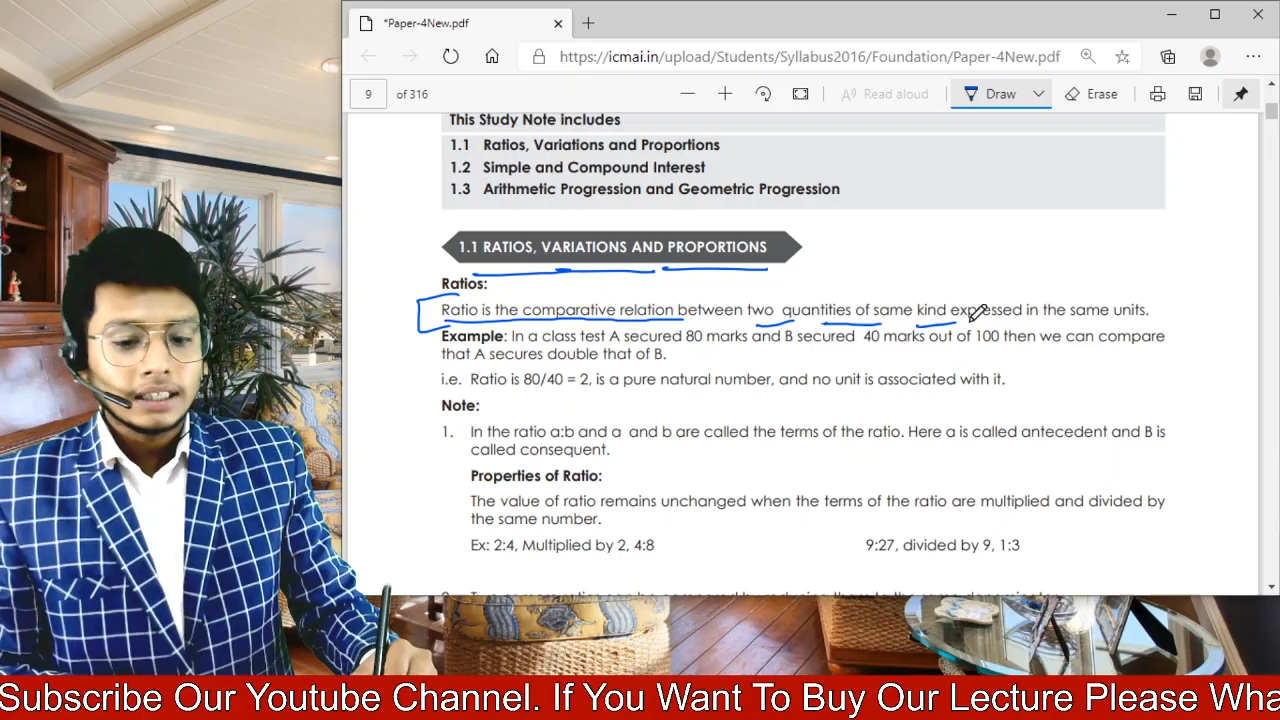 *Paper-4New.pdf
https://icmai.in/upload/Students/Syllabus2016/Foundation/Paper-4New.pdf
9 of 316
Read aloud
Draw
Erase
This Study Note includes
1.1 Ratios, Variations and Proportions
1.2 Simple and Compound Interest
1.3 Arithmetic Progression and Geometric Progression
1.1 RATIOS, VARIATIONS AND PROPORTIONS
Ratios:
Ratio is the comparative relation between two quantities of same kind expressed in the same units.
Example: In a class test A secured 80 marks and B secured 40 marks out of 100 then we can compare
that A secures double that of B.
i.e. Ratio is 80/40 = 2, is a pure natural number, and no unit is associated with it.
Note:
1. In the ratio a:b and a and b are called the terms of the ratio. Here a is called antecedent and B is
called consequent.
Properties of Ratio:
The value of ratio remains unchanged when the terms of the ratio are multiplied and divided by
the same number.
Ex: 2:4, Multiplied by 2, 4:8 9:27, divided by 9, 1:3
Subscribe Our Youtube Channel. If You Want To Buy Our Lecture Please Wha